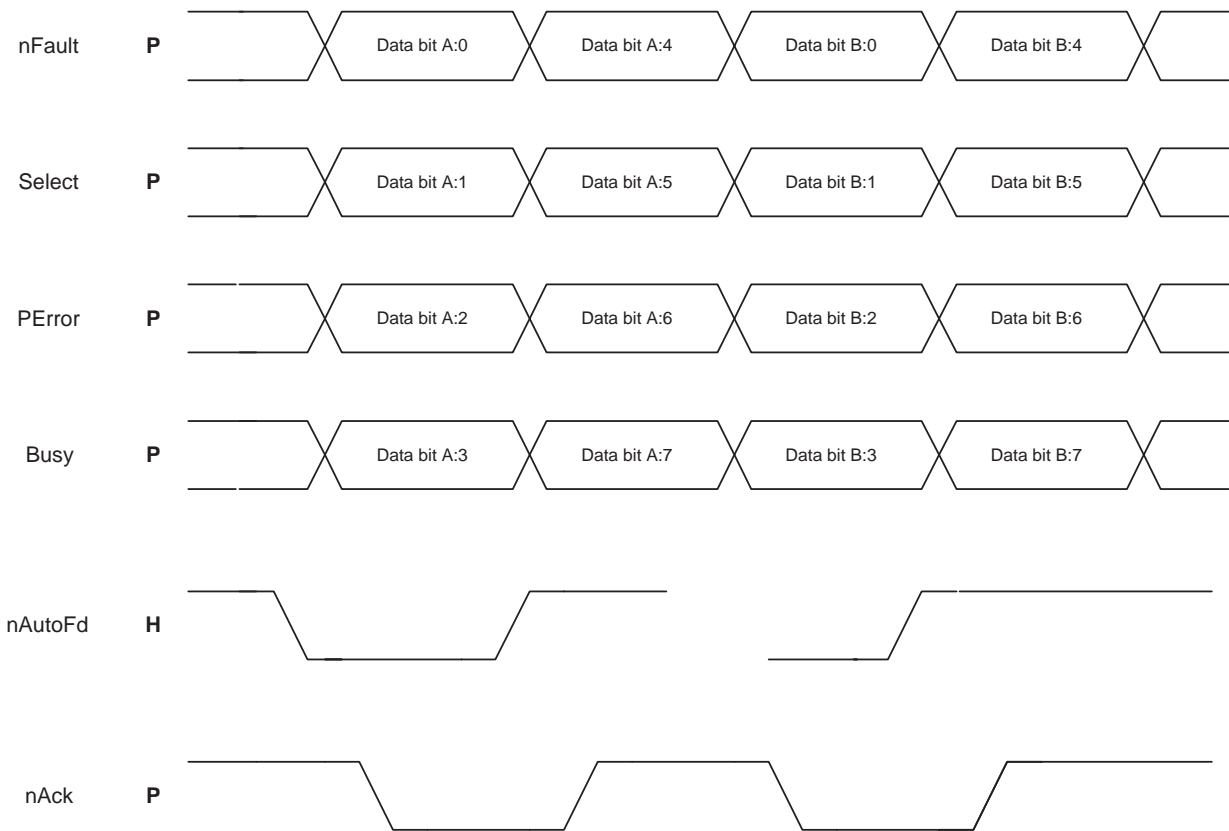 nFault P Data bit A:0 Data bit A:4 Data bit B:0 Data bit B:4
Select P Data bit A:1 Data bit A:5 Data bit B:1 Data bit B:5
PError P Data bit A:2 Data bit A:6 Data bit B:2 Data bit B:6
Busy P Data bit A:3 Data bit A:7 Data bit B:3 Data bit B:7
nAutoFd H
nAck P